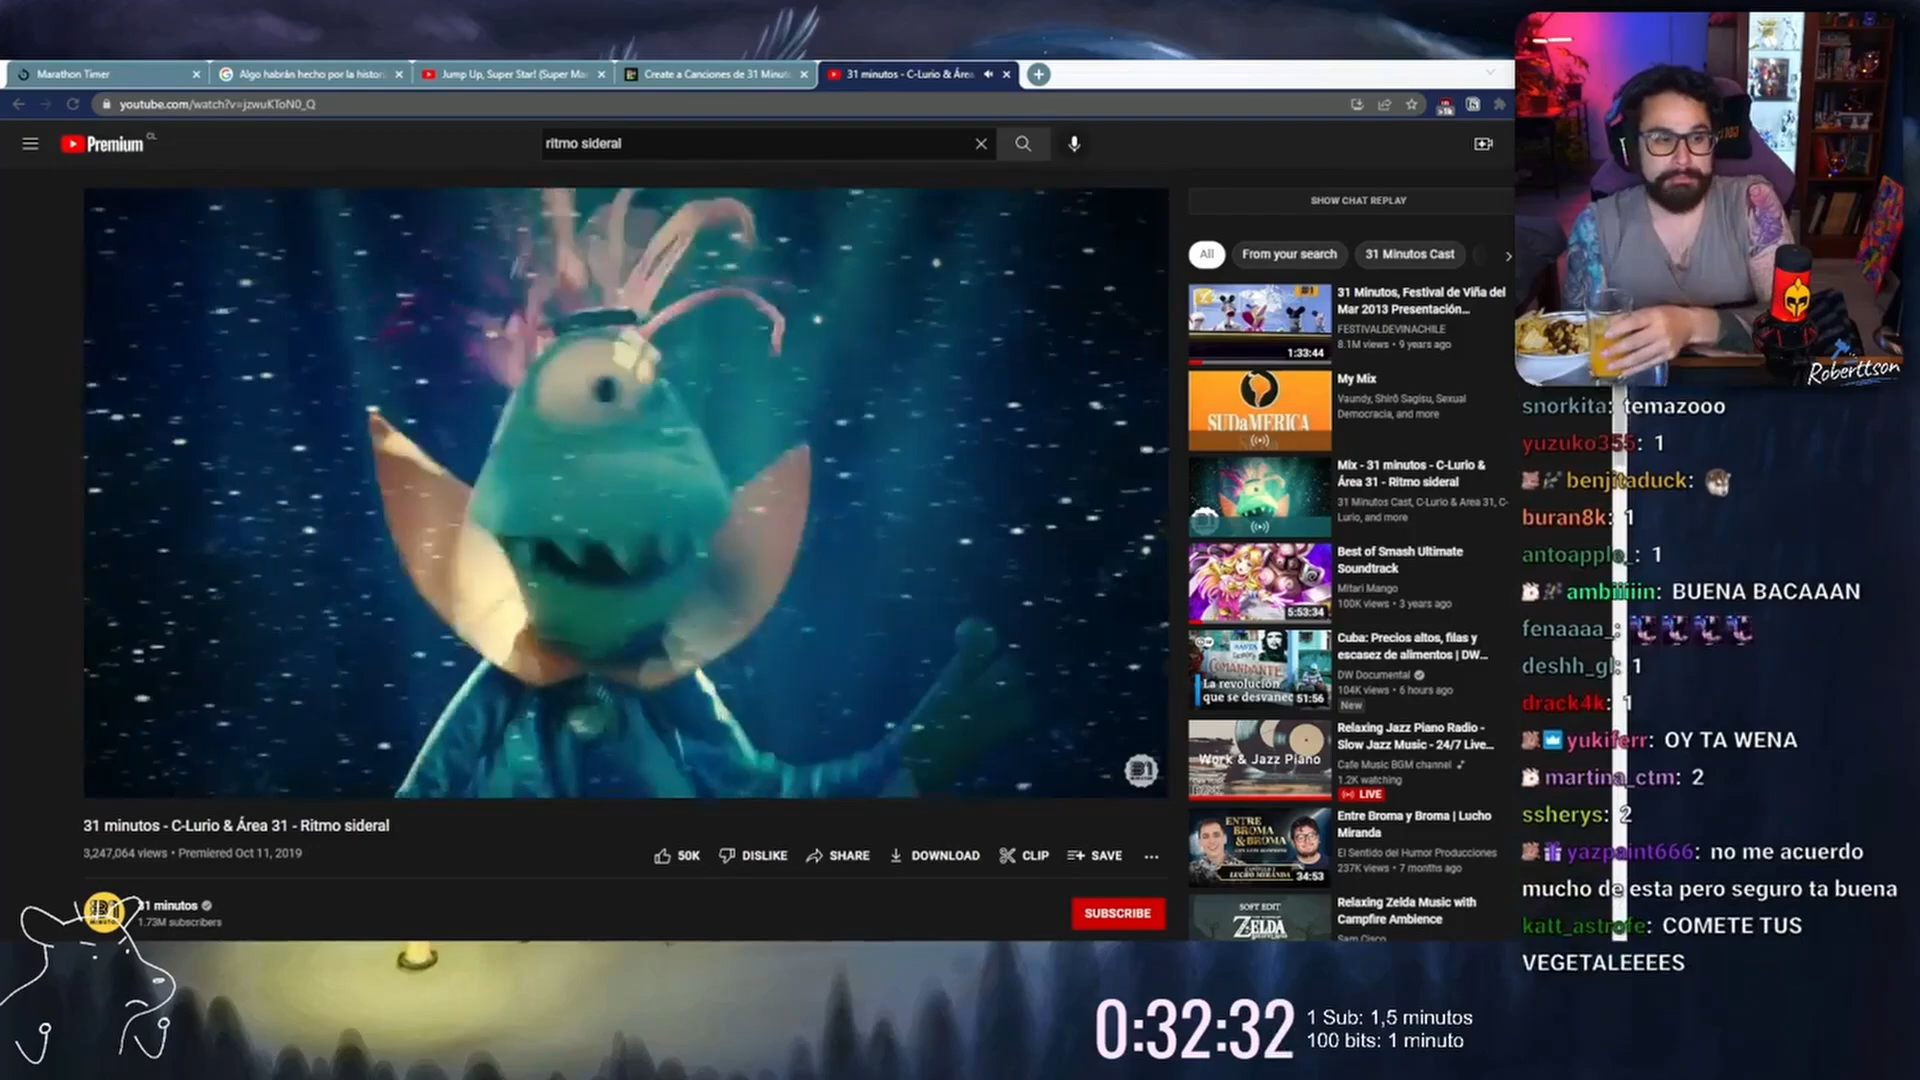 Marathon Timer
Algo habrán hecho por la histori
Jump Up, Super Star! (Super Mar
Create a Canciones de 31 Minuto
31 minutos - C-Lurio & Área
youtube.com/watch?v=jzwuKToN0_Q
Premium CL
ritmo sideral
SHOW CHAT REPLAY
All
From your search
31 Minutos Cast
31 Minutos, Festival de Viña del
Mar 2013 Presentación...
FESTIVALDEVINACHILE
8.1M views • 9 years ago
1:33:44
My Mix
Vaundy, Shirō Sagisu, Sexual
Democracia, and more
SUDaMERICA
Mix - 31 minutos - C-Lurio &
Área 31 - Ritmo sideral
31 Minutos Cast, C-Lurio & Area 31, C-
Lurio, and more
Best of Smash Ultimate
Soundtrack
Mitari Mango
100K views • 3 years ago
5:53:34
Cuba: Precios altos, filas y
escasez de alimentos | DW...
DW Documental
104K views • 6 hours ago
New
COMANDANTE
La revolución
que se desvanec
51:56
Relaxing Jazz Piano Radio -
Slow Jazz Music - 24/7 Live...
Cafe Music BGM channel
1.2K watching
LIVE
Work & Jazz Piano
Entre Broma y Broma | Lucho
Miranda
El Sentido del Humor Producciones
237K views • 7 months ago
ENTRE
BROMA
& BROMA
LUCHO MIRANDA
34:53
Relaxing Zelda Music with
Campfire Ambience
SOFT EDIT
ZELDA
31
31 minutos - C-Lurio & Área 31 - Ritmo sideral
3,247,064 views • Premiered Oct 11, 2019
50K
DISLIKE
SHARE
DOWNLOAD
CLIP
SAVE
31 minutos
1.73M subscribers
SUBSCRIBE
Roberttson
snorkita: temazooo
yuzuko355: 1
benjitaduck:
buran8k: 1
antoapple_: 1
ambiiiiin: BUENA BACAAAN
fenaaaa_:
deshh_gl: 1
drack4k: 1
yukiferr: OY TA WENA
martina_ctm: 2
ssherys: 2
yazpaint666: no me acuerdo
mucho de esta pero seguro ta buena
katt_astrofe: COMETE TUS
VEGETALEEEES
0:32:32
1 Sub: 1,5 minutos
100 bits: 1 minuto